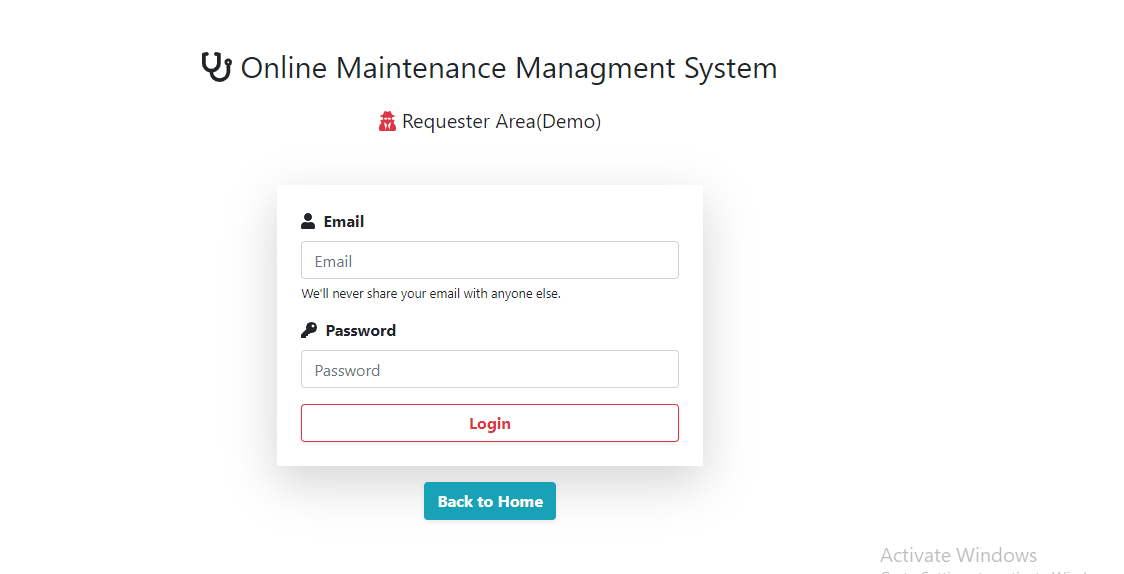 Online Maintenance Managment System
Requester Area(Demo)
Email
Email
We'll never share your email with anyone else.
Password
Password
Login
Back to Home
Activate Windows